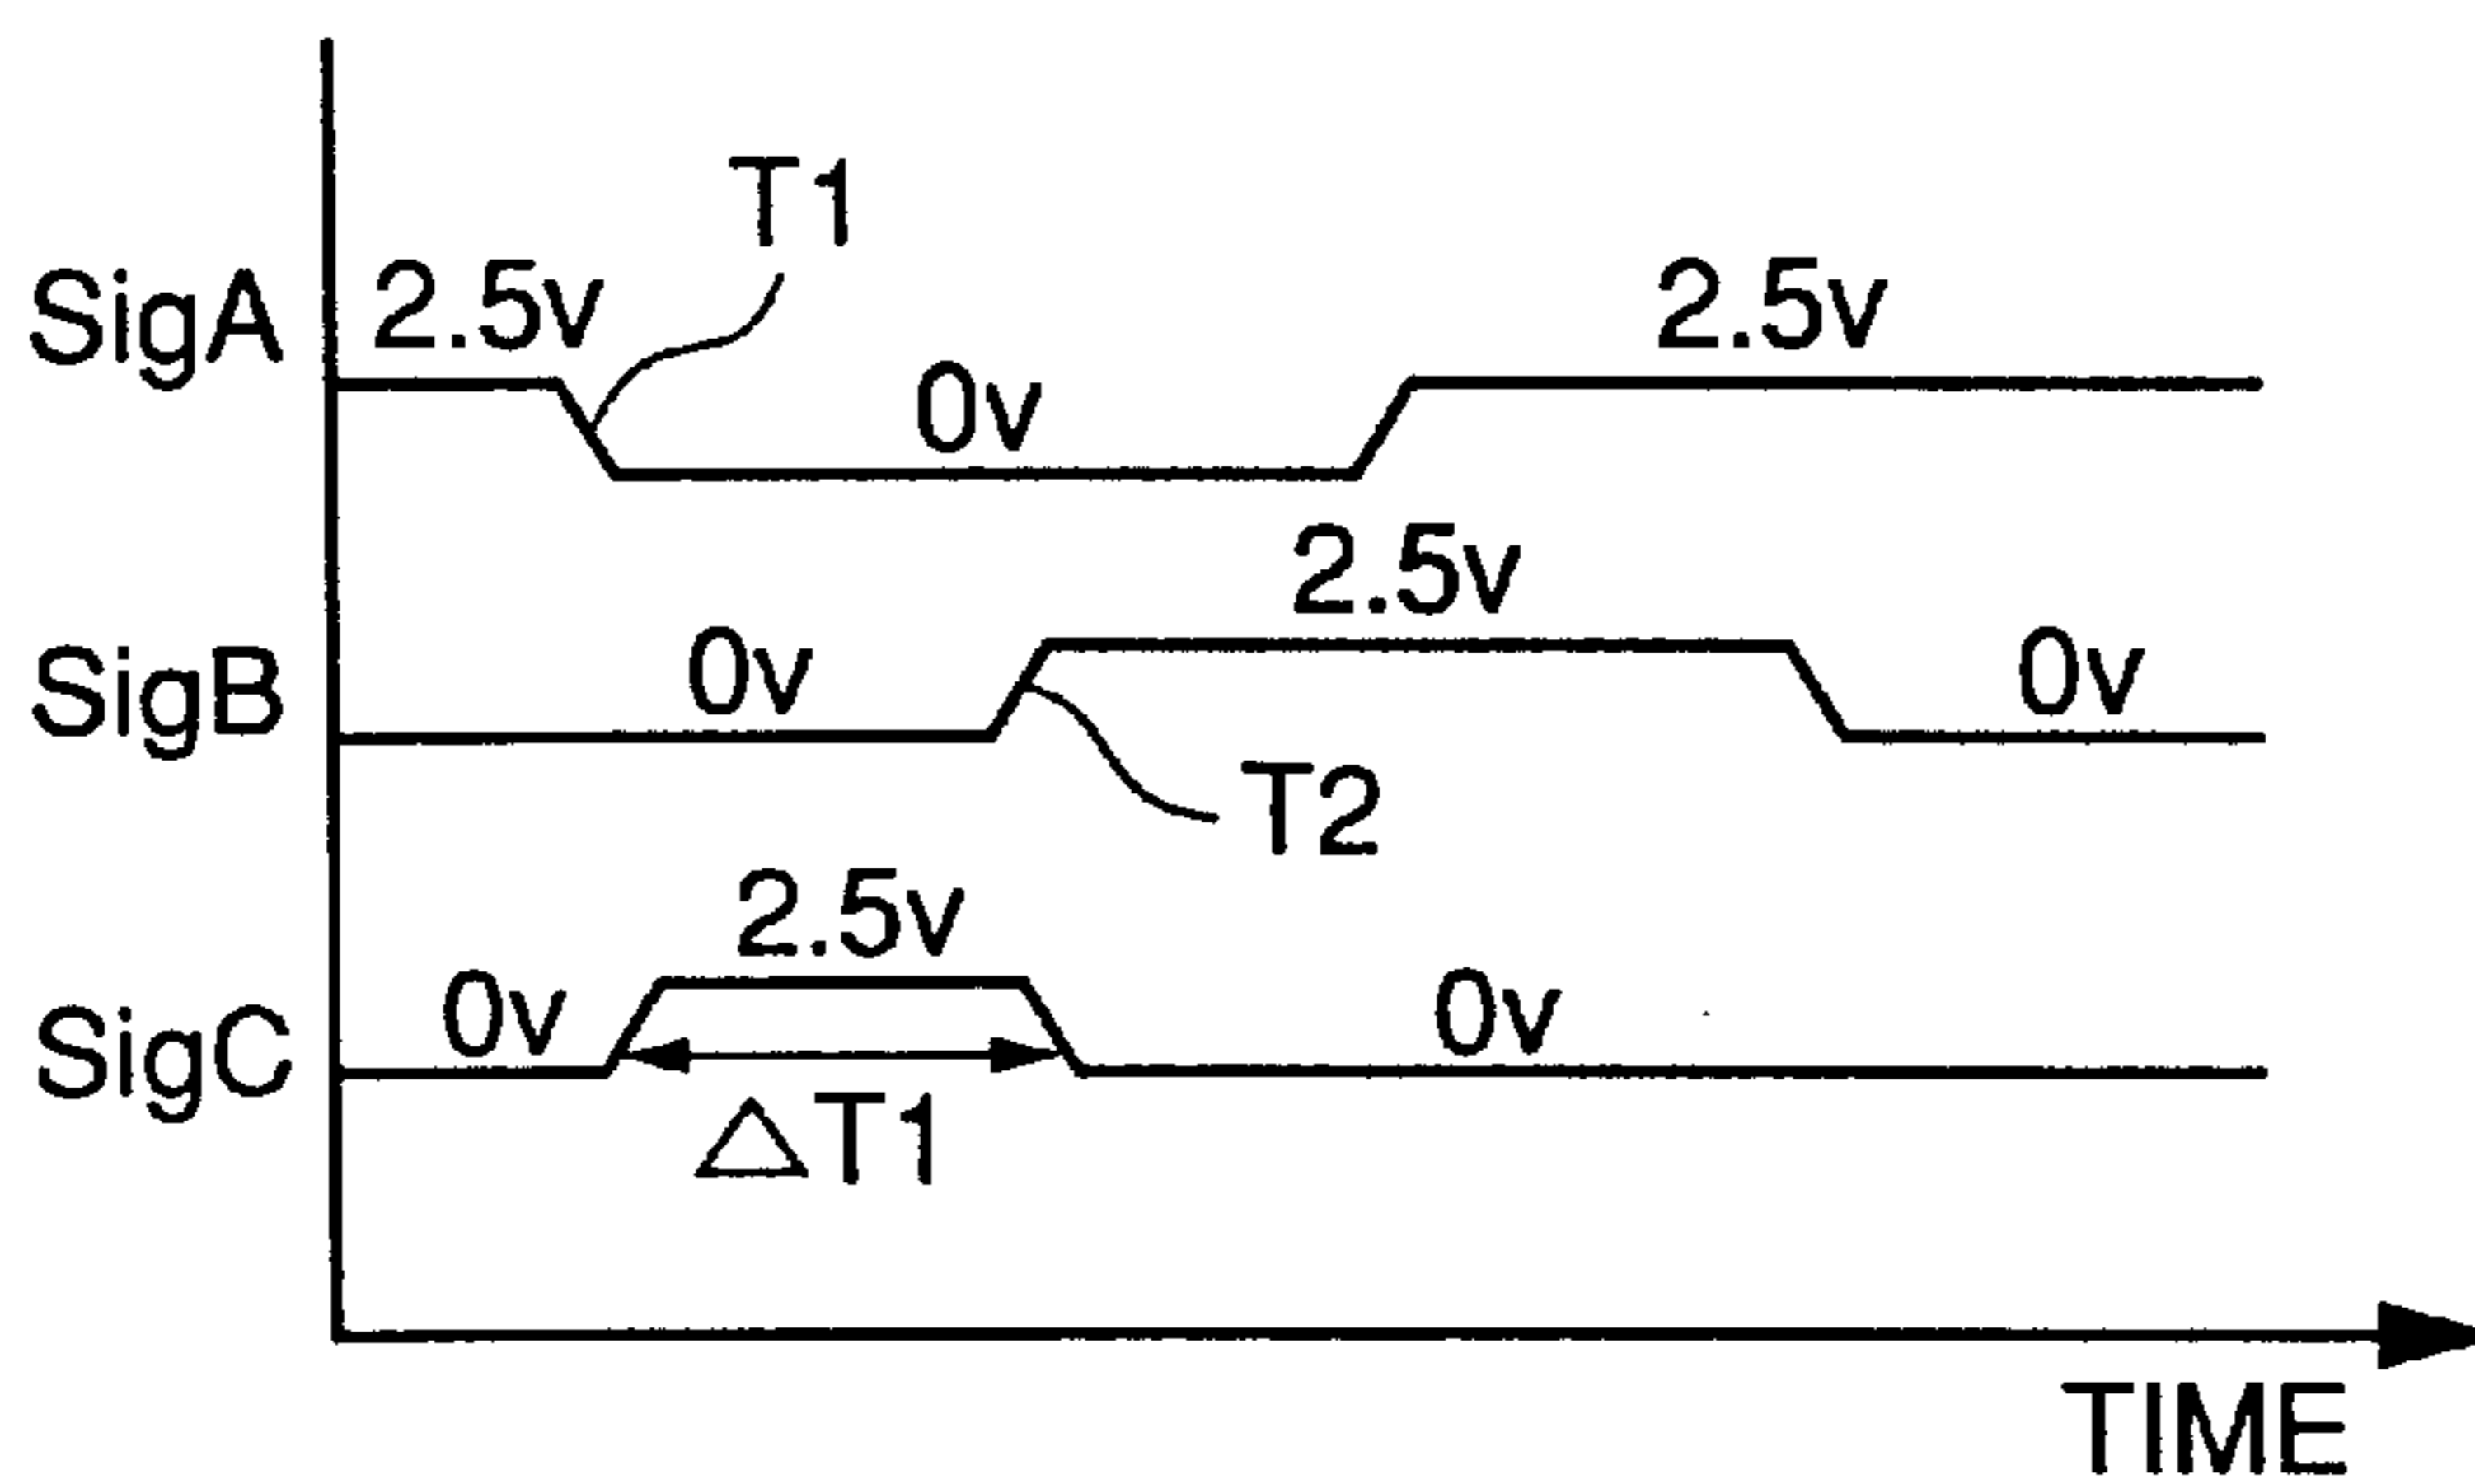 T1
SigA 2.5v 0v 2.5v
2.5v
SigB 0v 0v
T2
2.5v
SigC 0v 0v
△T1
TIME